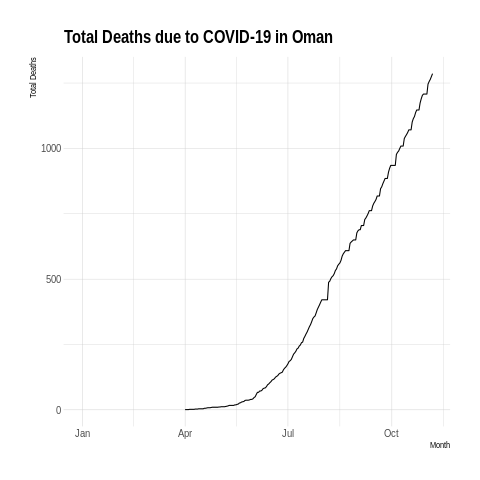 Total Deaths due to COVID-19 in Oman
Total Deaths
1000
500
0
Jan Apr Jul Oct
Month